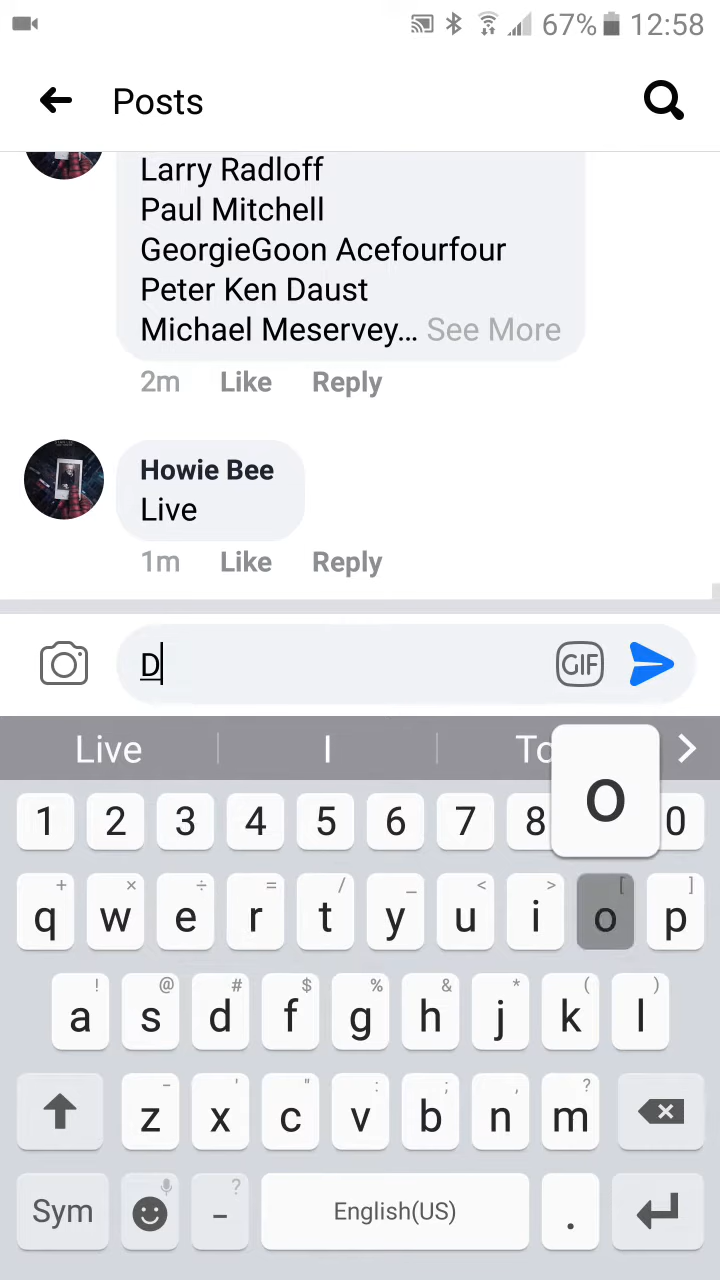 67% 12:58
Posts
Larry Radloff
Paul Mitchell
GeorgieGoon Acefourfour
Peter Ken Daust
Michael Meservey... See More
2m Like Reply
Howie Bee
Live
1m Like Reply
D
GIF
Live I To
o
1 2 3 4 5 6 7 8 0
+ × ÷ = / _ < > [ ]
q w e r t y u i o p
! @ # $ % & * ( )
a s d f g h j k l
- ' " : ; , ?
z x c v b n m
?
Sym - English(US) .